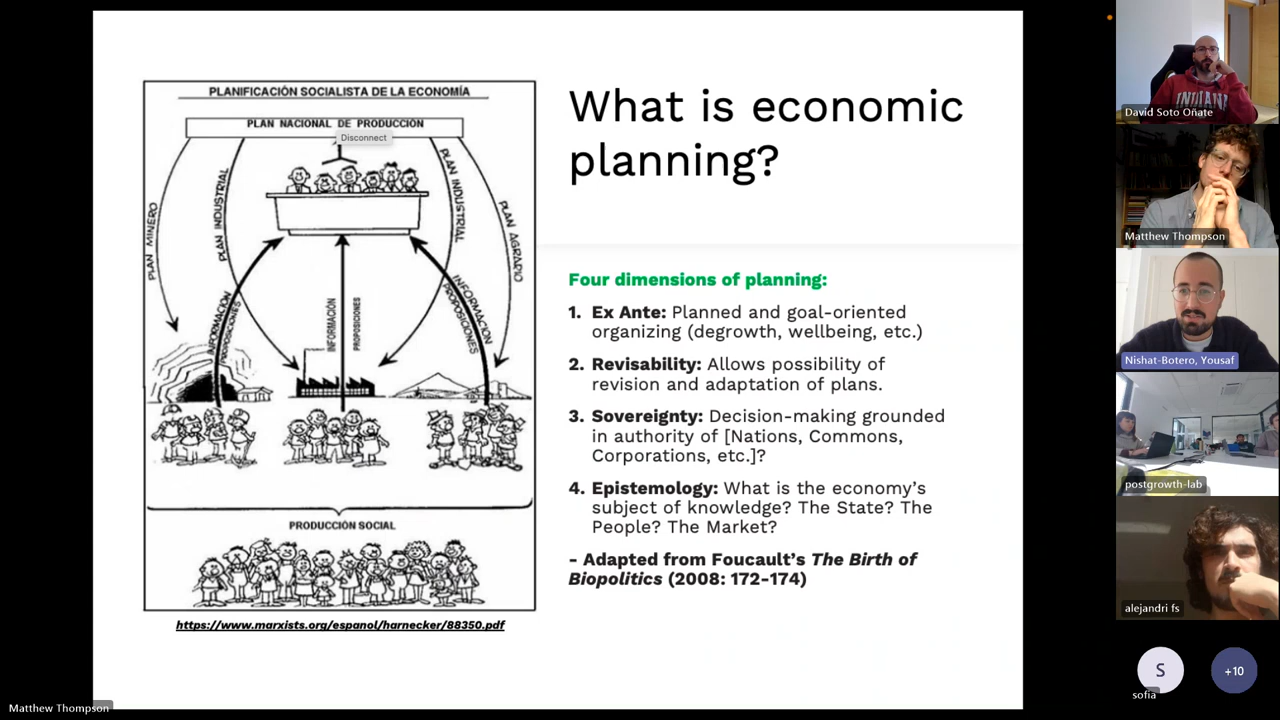 PLANIFICACIÓN SOCIALISTA DE LA ECONOMÍA
PLAN NACIONAL DE PRODUCCIÓN
Disconnect
PLAN MINERO
PLAN INDUSTRIAL
PLAN INDUSTRIAL
PLAN AGRARIO
INFORMACION
PROPOSICIONES
INFORMACIÓN
PROPOSICIONES
INFORMACION
PROPOSICIONES
PRODUCCIÓN SOCIAL
https://www.marxists.org/espanol/harnecker/88350.pdf
What is economic
planning?
Four dimensions of planning:
1. Ex Ante: Planned and goal-oriented
organizing (degrowth, wellbeing, etc.)
2. Revisability: Allows possibility of
revision and adaptation of plans.
3. Sovereignty: Decision-making grounded
in authority of [Nations, Commons,
Corporations, etc.]?
4. Epistemology: What is the economy’s
subject of knowledge? The State? The
People? The Market?
- Adapted from Foucault’s The Birth of
Biopolitics (2008: 172-174)
INDIANA
David Soto Oñate
Matthew Thompson
Nishat-Botero, Yousaf
postgrowth-lab
alejandri fs
S
sofia
+10
Matthew Thompson